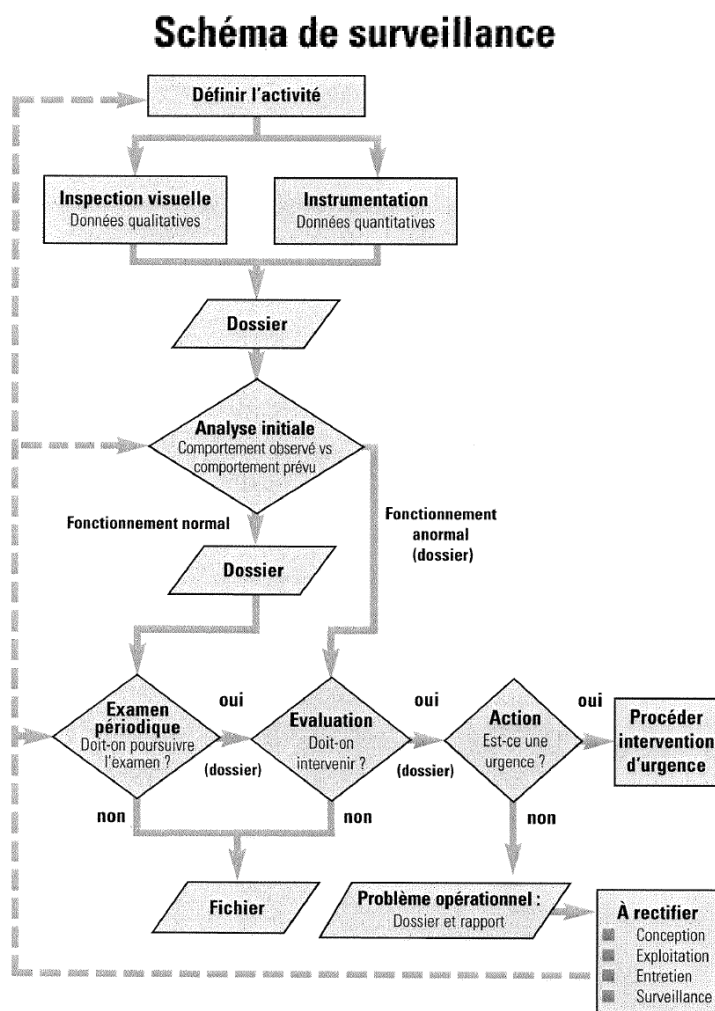 Schéma de surveillance
Définir l'activité
Inspection visuelle
Données qualitatives
Instrumentation
Données quantitatives
Dossier
Analyse initiale
Comportement observé vs
comportement prévu
Fonctionnement normal
Fonctionnement
anormal
(dossier)
Dossier
Examen
périodique
Doit-on poursuivre
l'examen ?
oui
(dossier)
Evaluation
Doit-on
intervenir ?
oui
(dossier)
Action
Est-ce une
urgence ?
oui
Procéder
intervention
d'urgence
non
non
non
Fichier
Problème opérationnel :
Dossier et rapport
À rectifier
Conception
Exploitation
Entretien
Surveillance